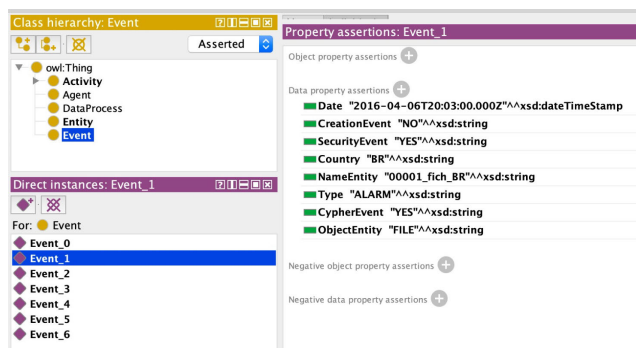 Class hierarchy: Event
Asserted
owl:Thing
Activity
Agent
DataProcess
Entity
Event
Direct instances: Event_1
For: Event
Event_0
Event_1
Event_2
Event_3
Event_4
Event_5
Event_6
Property assertions: Event_1
Object property assertions
Data property assertions
Date "2016-04-06T20:03:00.000Z"^^xsd:dateTimeStamp
CreationEvent "NO"^^xsd:string
SecurityEvent "YES"^^xsd:string
Country "BR"^^xsd:string
NameEntity "00001_fich_BR"^^xsd:string
Type "ALARM"^^xsd:string
CypherEvent "YES"^^xsd:string
ObjectEntity "FILE"^^xsd:string
Negative object property assertions
Negative data property assertions